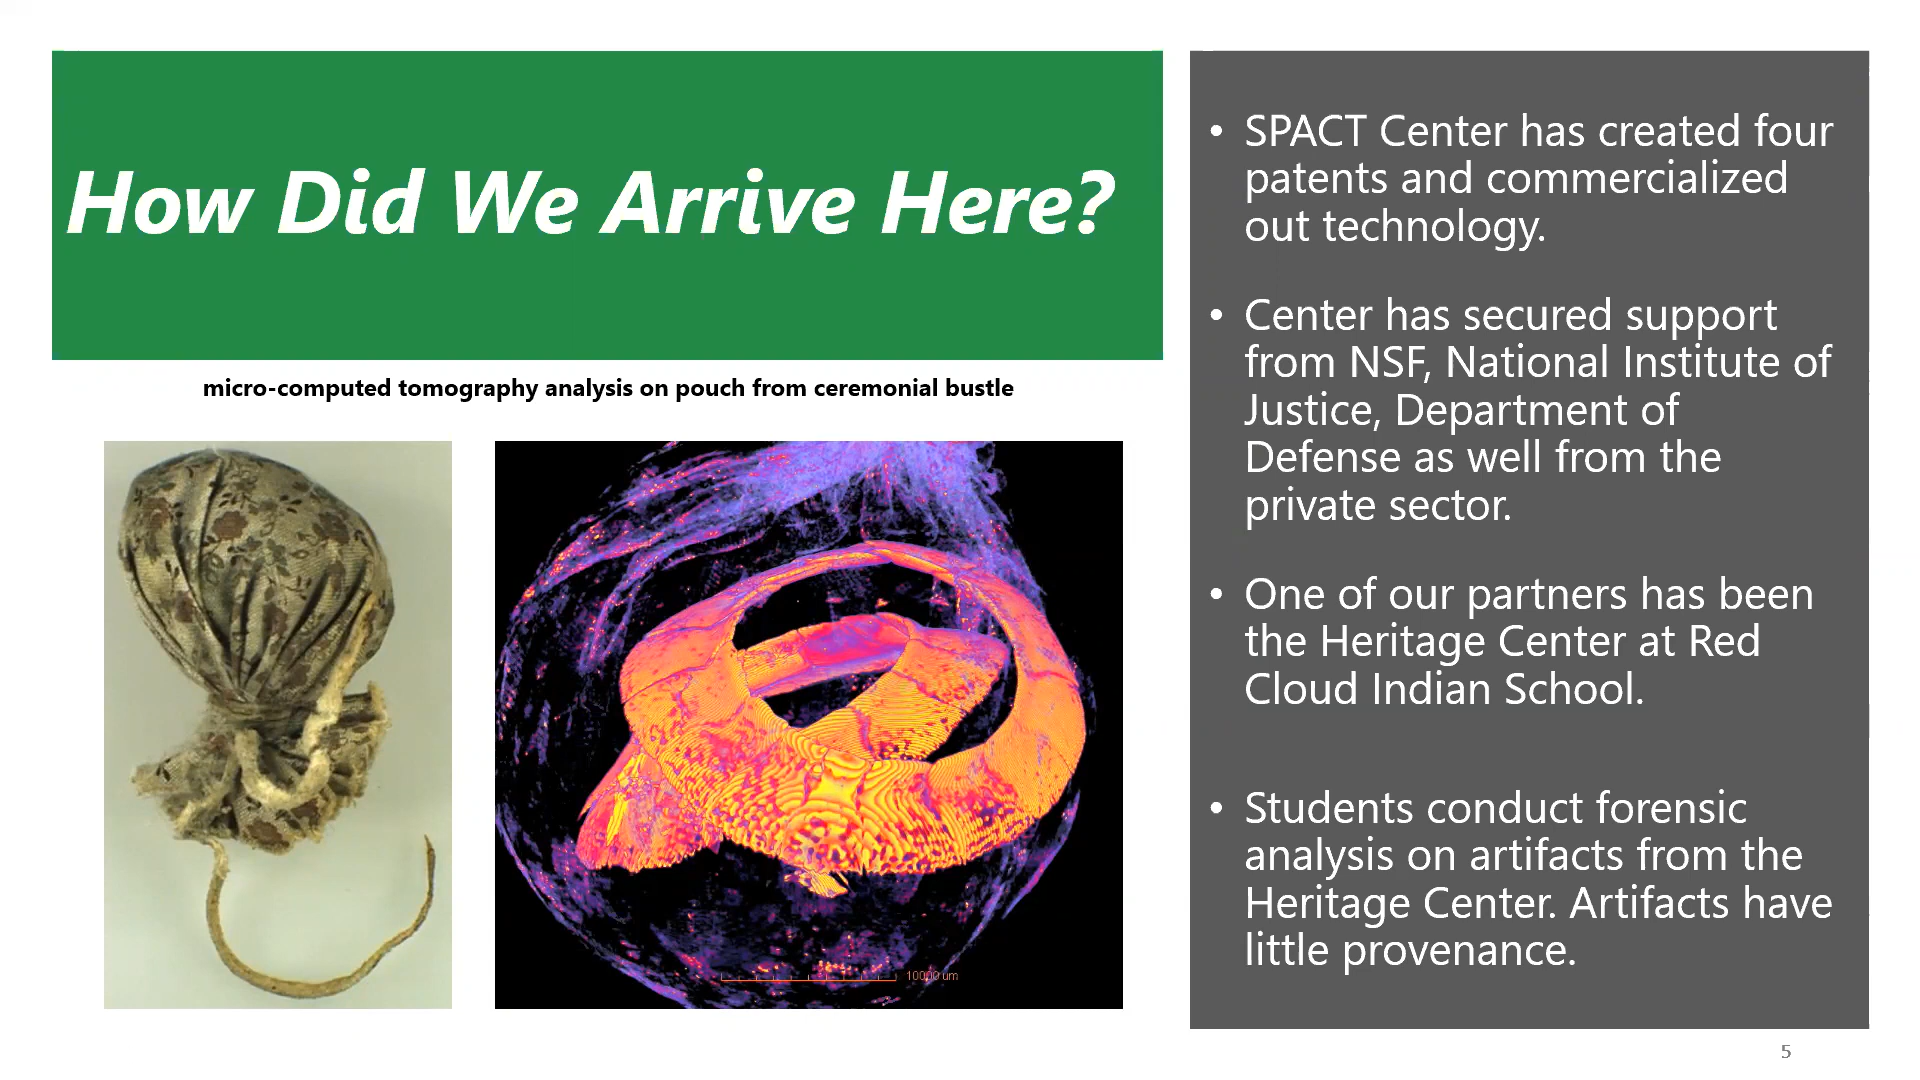 How Did We Arrive Here?
micro-computed tomography analysis on pouch from ceremonial bustle
10000 um
• SPACT Center has created four
patents and commercialized
out technology.
• Center has secured support
from NSF, National Institute of
Justice, Department of
Defense as well from the
private sector.
• One of our partners has been
the Heritage Center at Red
Cloud Indian School.
• Students conduct forensic
analysis on artifacts from the
Heritage Center. Artifacts have
little provenance.
5